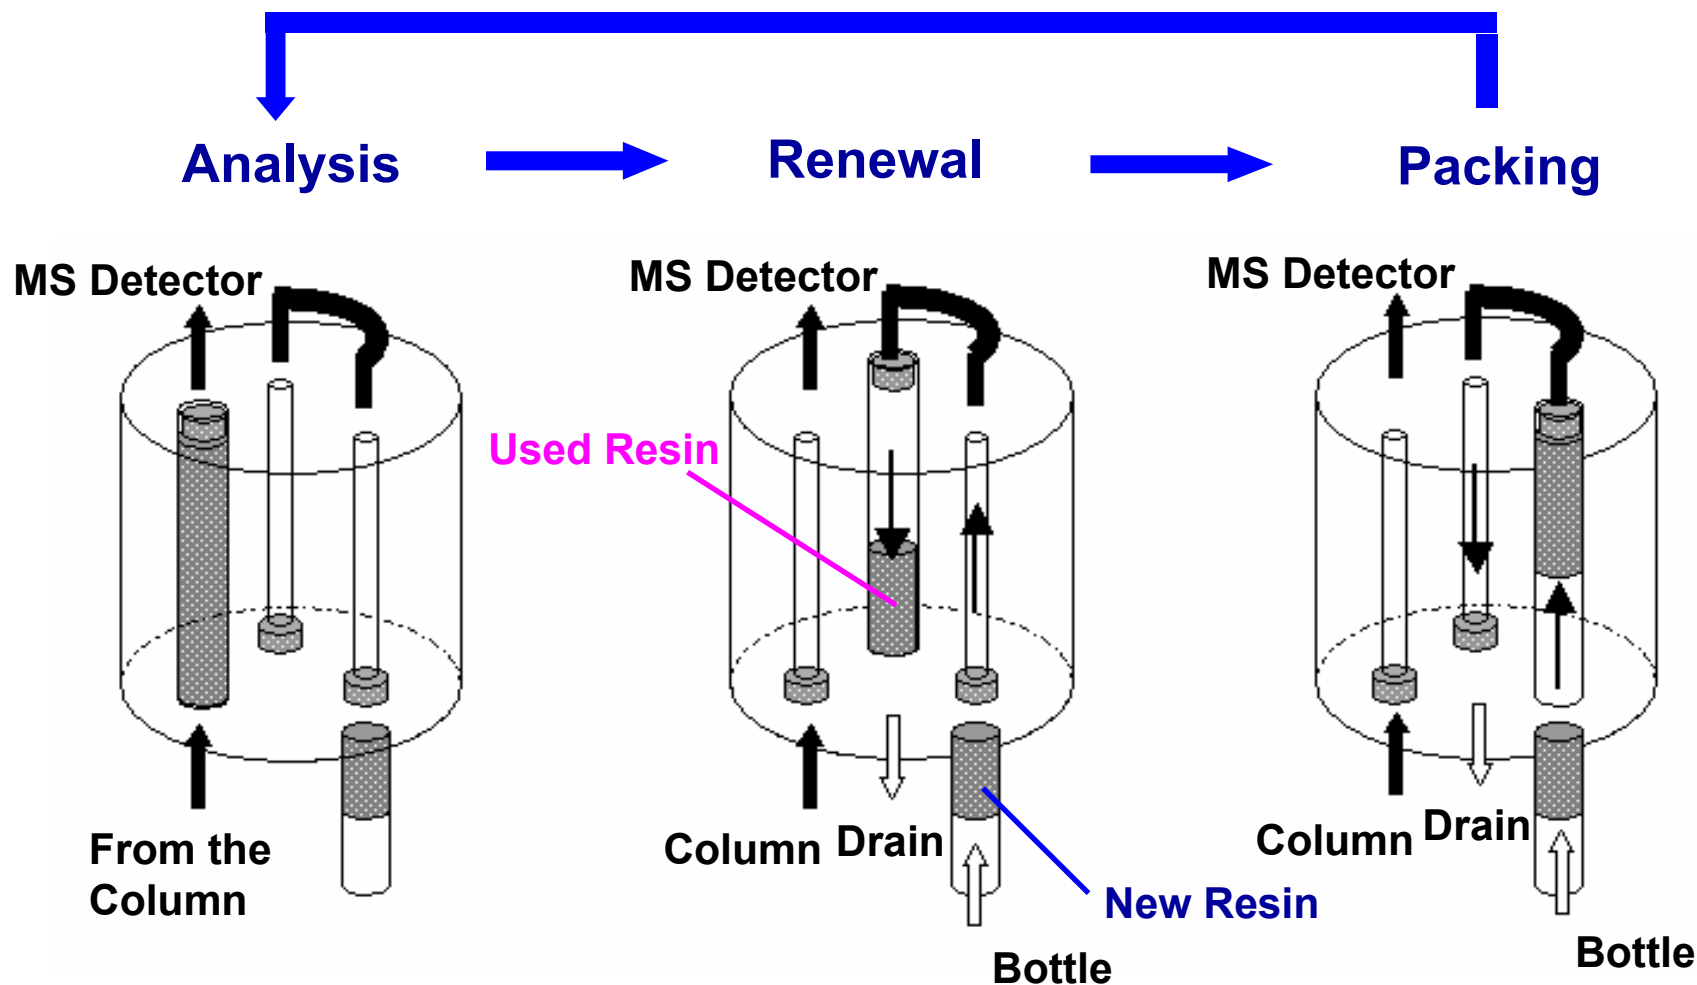 Analysis
Renewal
Packing
MS Detector
MS Detector
MS Detector
Used Resin
From the
Column
Column
Drain
New Resin
Bottle
Column
Drain
Bottle